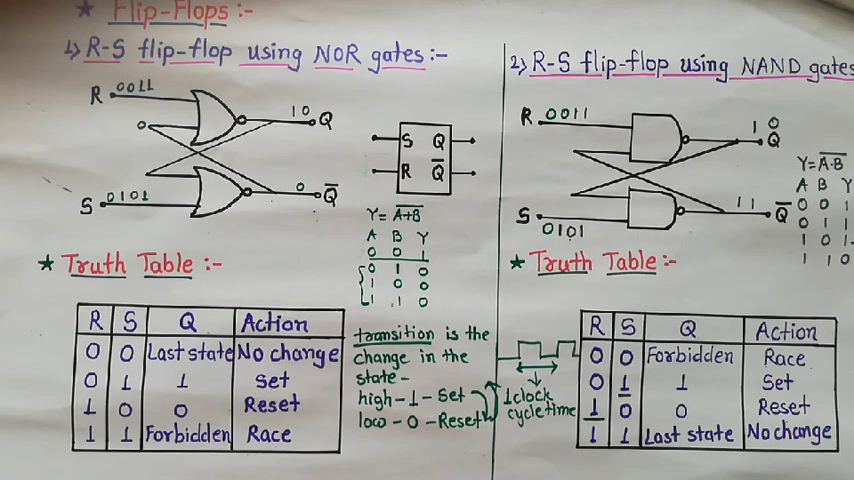 ★ Flip-Flops :-
1) R-S flip-flop using NOR gates :-
R 0011
1 0 Q
0
S 0101
0 Q̅
S Q
R Q̅
Y = \overline{A+B}
A B Y
0 0 1
0 1 0
1 0 0
1 1 0
★ Truth Table :-
R S Q Action
0 0 Last state No change
0 1 1 Set
1 0 0 Reset
1 1 Forbidden Race
transition is the
change in the
state -
high - 1 - Set
low - 0 - Reset
1 clock
cycle time
2) R-S flip-flop using NAND gates
R 0011
1 0
Q
S
0101
1 1 Q̅
Y = \overline{A·B}
A B Y
0 0 1
0 1 1
1 0 1
1 1 0
★ Truth Table :-
R S Q Action
0 0 Forbidden Race
0 1 1 Set
1 0 0 Reset
1 1 Last state No change